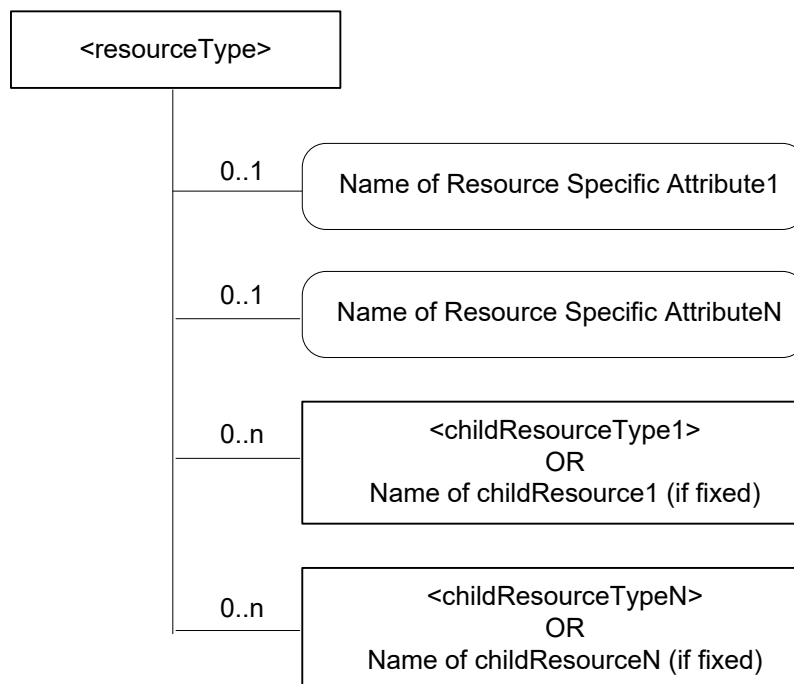 <resourceType>
0..1
Name of Resource Specific Attribute1
0..1
Name of Resource Specific AttributeN
0..n
<childResourceType1>
OR
Name of childResource1 (if fixed)
0..n
<childResourceTypeN>
OR
Name of childResourceN (if fixed)